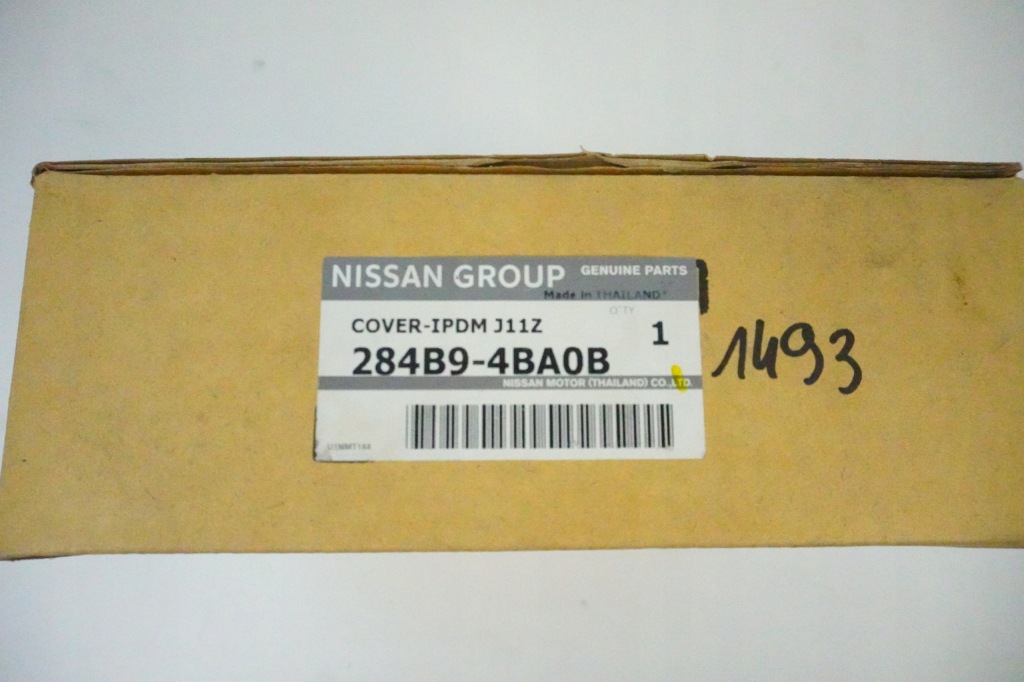 NISSAN GROUP GENUINE PARTS
Made in THAILAND
Q'TY
COVER-IPDM J11Z 1
284B9-4BA0B
NISSAN MOTOR (THAILAND) CO.,LTD.
1493